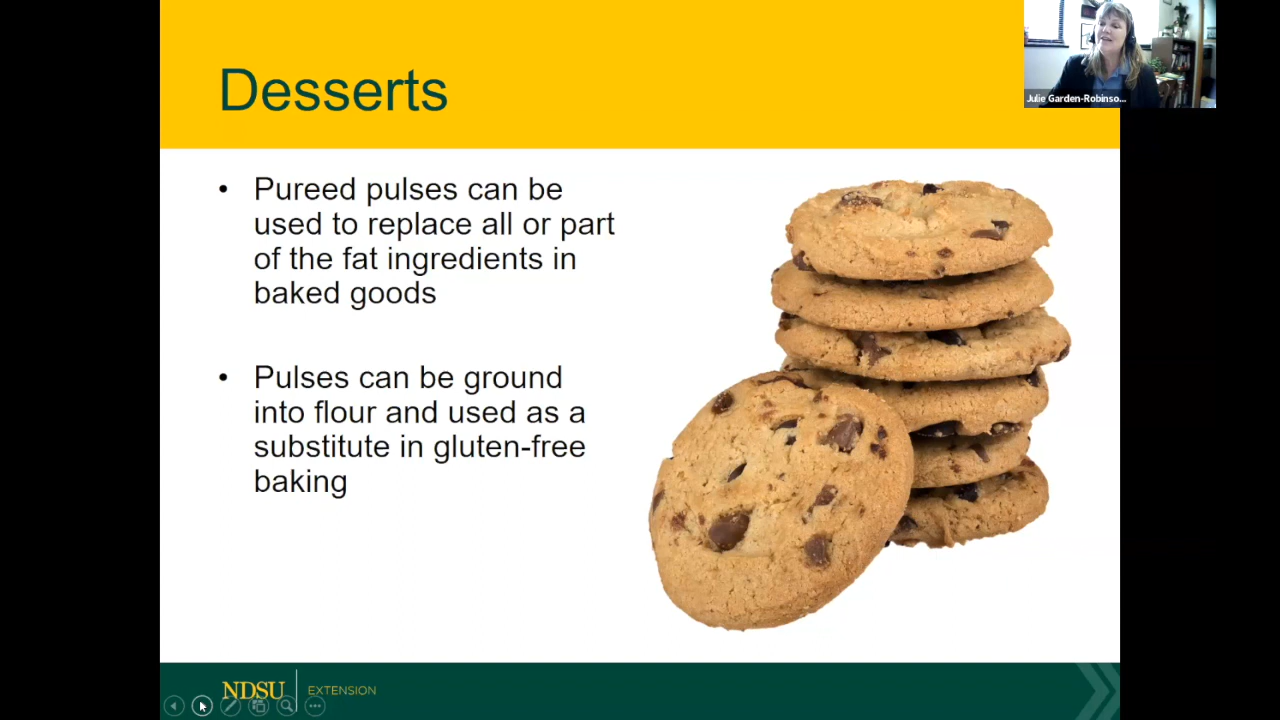 Desserts
Julie Garden-Robinso...
• Pureed pulses can be
used to replace all or part
of the fat ingredients in
baked goods
• Pulses can be ground
into flour and used as a
substitute in gluten-free
baking
NDSU EXTENSION